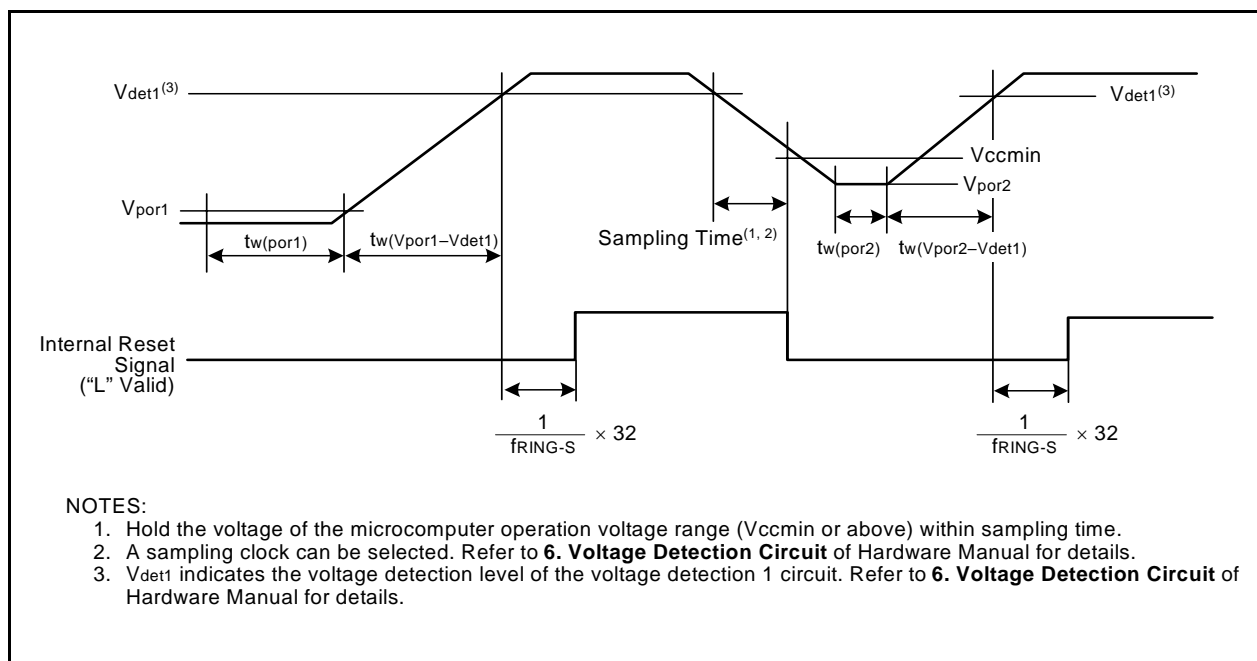 Vdet1(3)
Vdet1(3)
Vccmin
Vpor2
Vpor1
tw(por1)
tw(Vpor1–Vdet1)
Sampling Time(1, 2)
tw(por2)
tw(Vpor2–Vdet1)
Internal Reset
Signal
(“L” Valid)
1
fRING-S
× 32
1
fRING-S
× 32
NOTES:
1. Hold the voltage of the microcomputer operation voltage range (Vccmin or above) within sampling time.
2. A sampling clock can be selected. Refer to 6. Voltage Detection Circuit of Hardware Manual for details.
3. Vdet1 indicates the voltage detection level of the voltage detection 1 circuit. Refer to 6. Voltage Detection Circuit of
Hardware Manual for details.